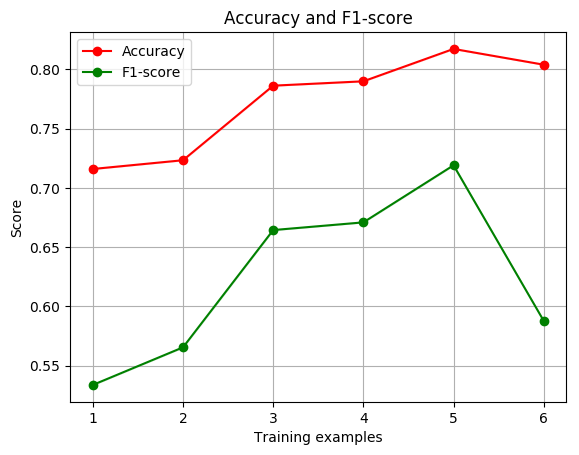 Accuracy and F1-score
Accuracy
F1-score
0.80
0.75
0.70
0.65
0.60
0.55
Score
1 2 3 4 5 6
Training examples